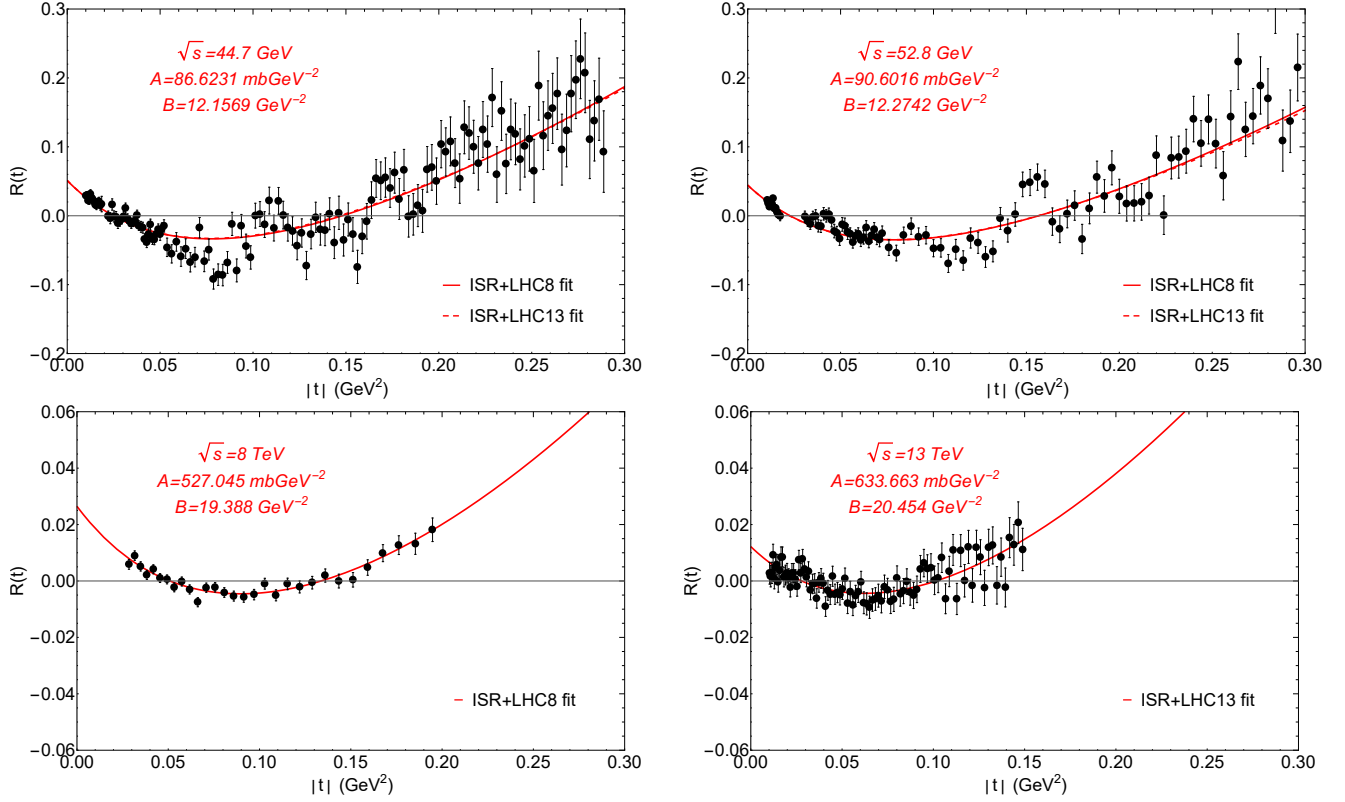 √s =44.7 GeV
A=86.6231 mbGeV⁻²
B=12.1569 GeV⁻²
ISR+LHC8 fit
ISR+LHC13 fit
R(t)
0.3
0.2
0.1
0.0
−0.1
−0.2
0.00 0.05 0.10 0.15 0.20 0.25 0.30
|t| (GeV²)
√s =52.8 GeV
A=90.6016 mbGeV⁻²
B=12.2742 GeV⁻²
ISR+LHC8 fit
ISR+LHC13 fit
R(t)
0.3
0.2
0.1
0.0
−0.1
−0.2
0.00 0.05 0.10 0.15 0.20 0.25 0.30
|t| (GeV²)
√s =8 TeV
A=527.045 mbGeV⁻²
B=19.388 GeV⁻²
ISR+LHC8 fit
R(t)
0.06
0.04
0.02
0.00
−0.02
−0.04
−0.06
0.00 0.05 0.10 0.15 0.20 0.25 0.30
|t| (GeV²)
√s =13 TeV
A=633.663 mbGeV⁻²
B=20.454 GeV⁻²
ISR+LHC13 fit
R(t)
0.06
0.04
0.02
0.00
−0.02
−0.04
−0.06
0.00 0.05 0.10 0.15 0.20 0.25 0.30
|t| (GeV²)